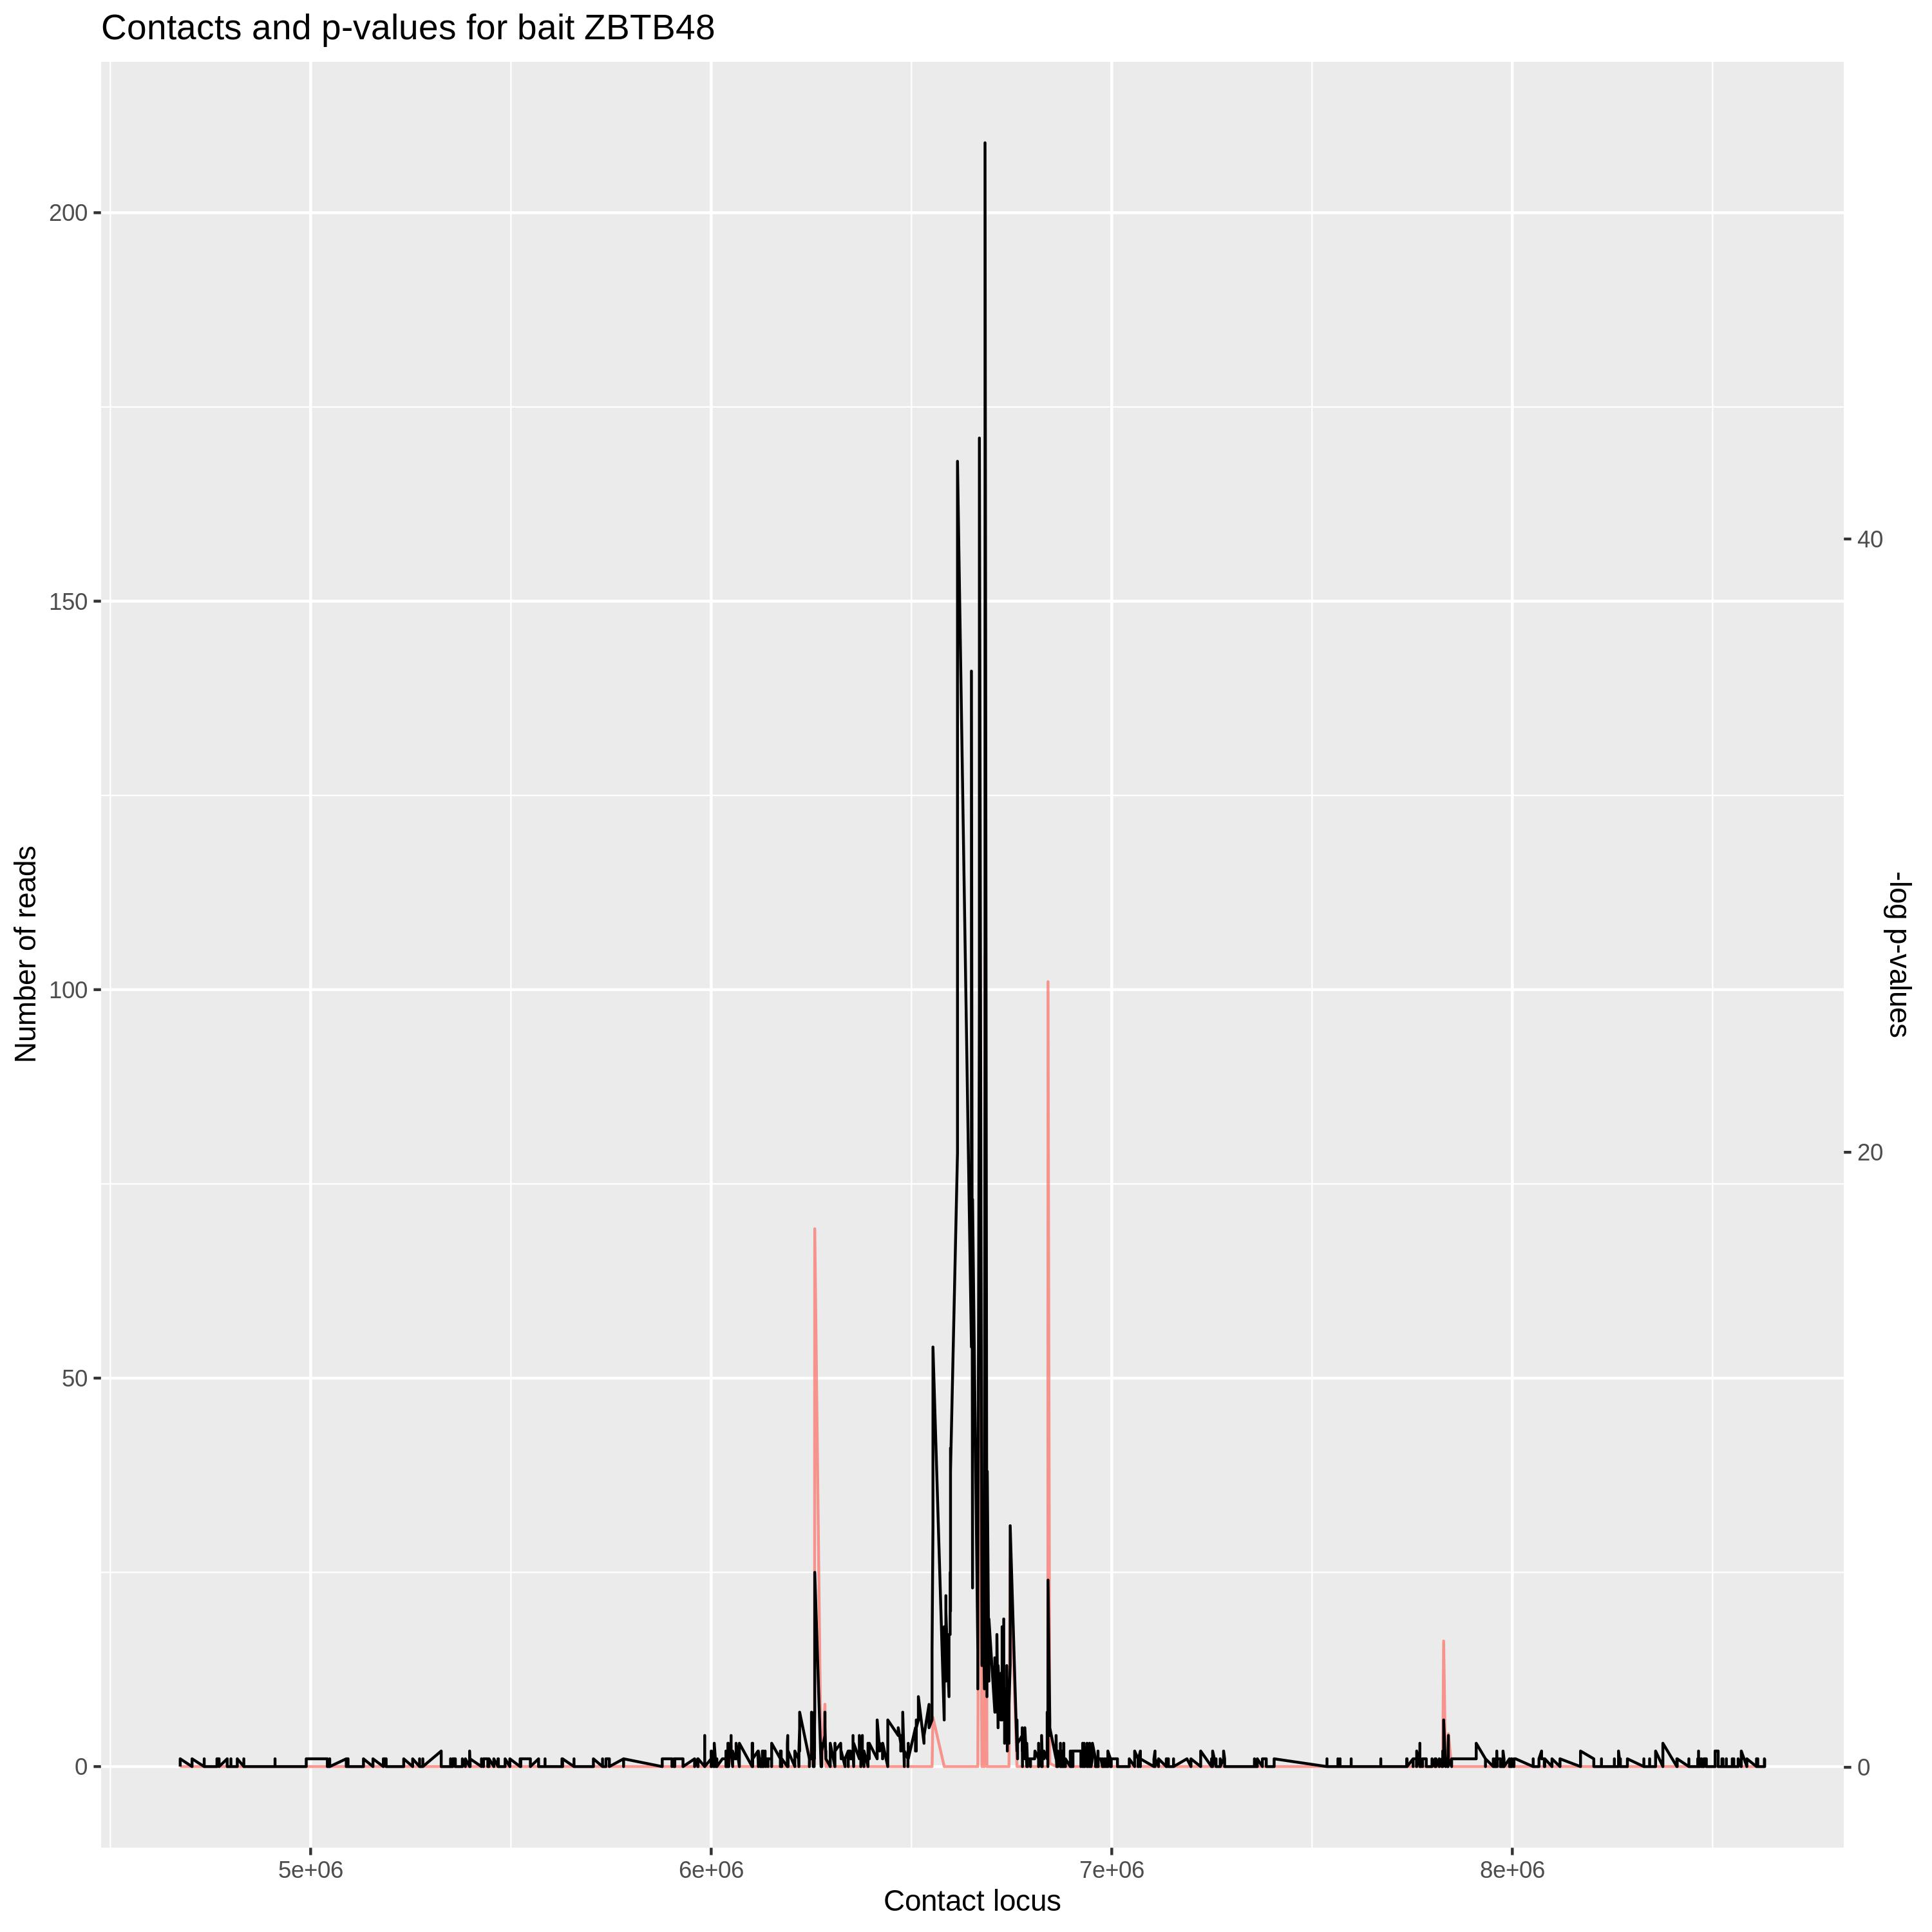 Contacts and p-values for bait ZBTB48
200
150
100
50
0
Number of reads
40
20
0
-log p-values
5e+06
6e+06
7e+06
8e+06
Contact locus